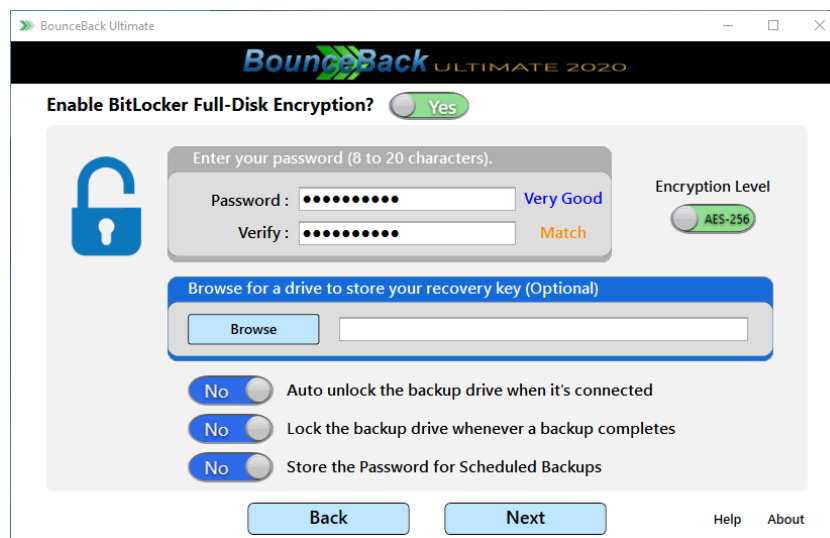 BounceBack Ultimate
BounceBack ULTIMATE 2020
Enable BitLocker Full-Disk Encryption? Yes
Enter your password (8 to 20 characters).
Password : •••••••••• Very Good
Verify : •••••••••• Match
Encryption Level
AES-256
Browse for a drive to store your recovery key (Optional)
Browse
No Auto unlock the backup drive when it's connected
No Lock the backup drive whenever a backup completes
No Store the Password for Scheduled Backups
Back Next Help About